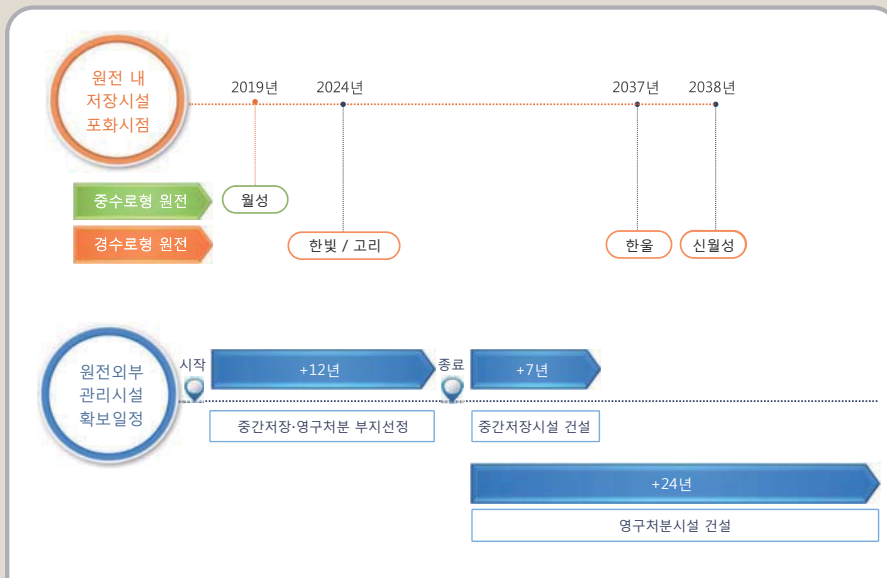 원전 내
저장시설
포화시점
2019년
2024년
2037년
2038년
중수로형 원전
월성
경수로형 원전
한빛 / 고리
한울
신월성
원전외부
관리시설
확보일정
시작
+12년
종료
+7년
중간저장·영구처분 부지선정
중간저장시설 건설
+24년
영구처분시설 건설